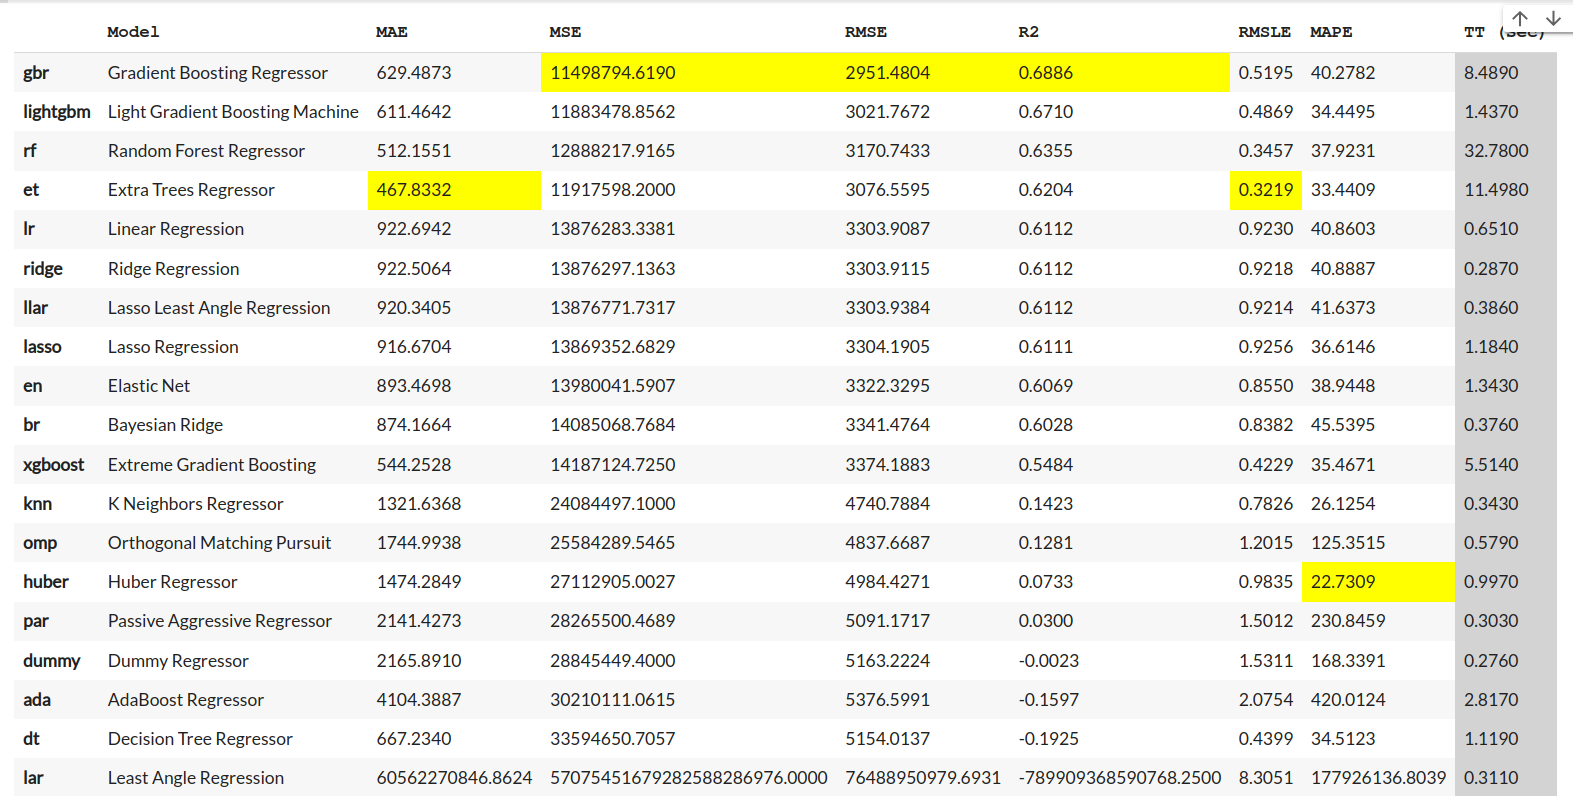 Model MAE MSE RMSE R2 RMSLE MAPE TT (Sec)
gbr Gradient Boosting Regressor 629.4873 11498794.6190 2951.4804 0.6886 0.5195 40.2782 8.4890
lightgbm Light Gradient Boosting Machine 611.4642 11883478.8562 3021.7672 0.6710 0.4869 34.4495 1.4370
rf Random Forest Regressor 512.1551 12888217.9165 3170.7433 0.6355 0.3457 37.9231 32.7800
et Extra Trees Regressor 467.8332 11917598.2000 3076.5595 0.6204 0.3219 33.4409 11.4980
lr Linear Regression 922.6942 13876283.3381 3303.9087 0.6112 0.9230 40.8603 0.6510
ridge Ridge Regression 922.5064 13876297.1363 3303.9115 0.6112 0.9218 40.8887 0.2870
llar Lasso Least Angle Regression 920.3405 13876771.7317 3303.9384 0.6112 0.9214 41.6373 0.3860
lasso Lasso Regression 916.6704 13869352.6829 3304.1905 0.6111 0.9256 36.6146 1.1840
en Elastic Net 893.4698 13980041.5907 3322.3295 0.6069 0.8550 38.9448 1.3430
br Bayesian Ridge 874.1664 14085068.7684 3341.4764 0.6028 0.8382 45.5395 0.3760
xgboost Extreme Gradient Boosting 544.2528 14187124.7250 3374.1883 0.5484 0.4229 35.4671 5.5140
knn K Neighbors Regressor 1321.6368 24084497.1000 4740.7884 0.1423 0.7826 26.1254 0.3430
omp Orthogonal Matching Pursuit 1744.9938 25584289.5465 4837.6687 0.1281 1.2015 125.3515 0.5790
huber Huber Regressor 1474.2849 27112905.0027 4984.4271 0.0733 0.9835 22.7309 0.9970
par Passive Aggressive Regressor 2141.4273 28265500.4689 5091.1717 0.0300 1.5012 230.8459 0.3030
dummy Dummy Regressor 2165.8910 28845449.4000 5163.2224 -0.0023 1.5311 168.3391 0.2760
ada AdaBoost Regressor 4104.3887 30210111.0615 5376.5991 -0.1597 2.0754 420.0124 2.8170
dt Decision Tree Regressor 667.2340 33594650.7057 5154.0137 -0.1925 0.4399 34.5123 1.1190
lar Least Angle Regression 60562270846.8624 57075451679282588286976.0000 76488950979.6931 -789909368590768.2500 8.3051 177926136.8039 0.3110